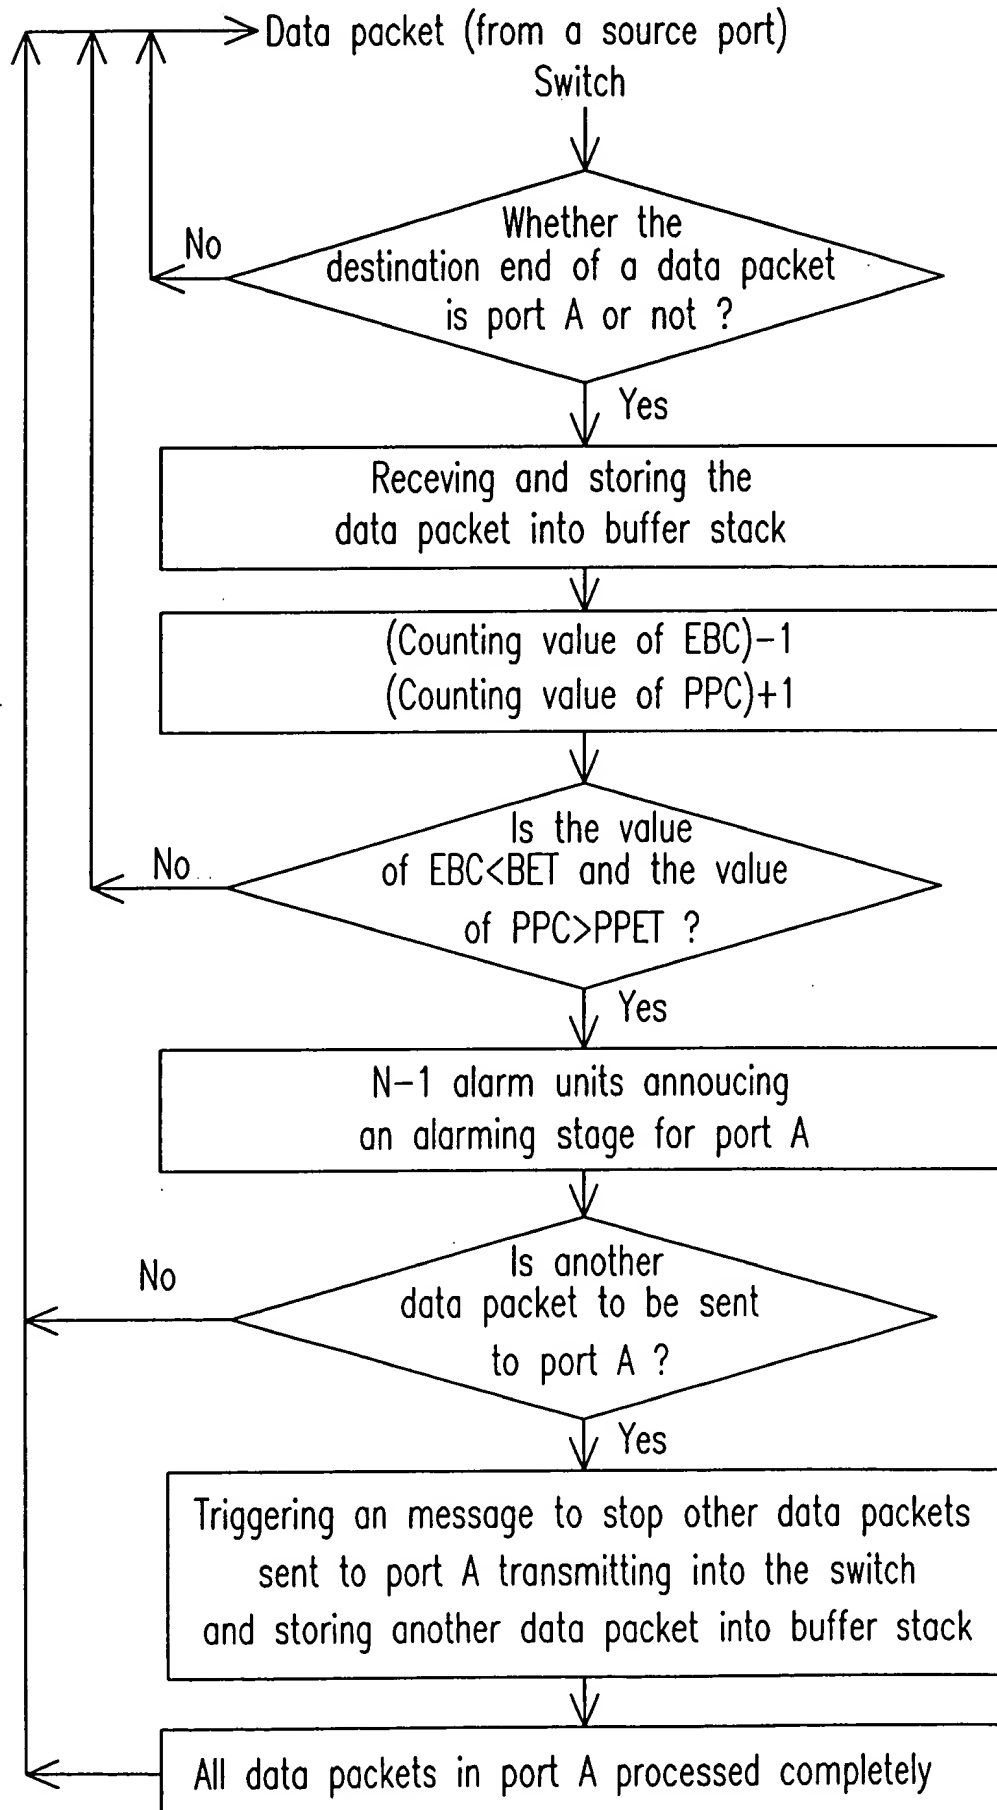 Data packet (from a source port)
Switch
Whether the
destination end of a data packet
is port A or not ?
No
Yes
Receving and storing the
data packet into buffer stack
(Counting value of EBC)-1
(Counting value of PPC)+1
Is the value
of EBC<BET and the value
of PPC>PPET ?
No
Yes
N-1 alarm units annoucing
an alarming stage for port A
Is another
data packet to be sent
to port A ?
No
Yes
Triggering an message to stop other data packets
sent to port A transmitting into the switch
and storing another data packet into buffer stack
All data packets in port A processed completely